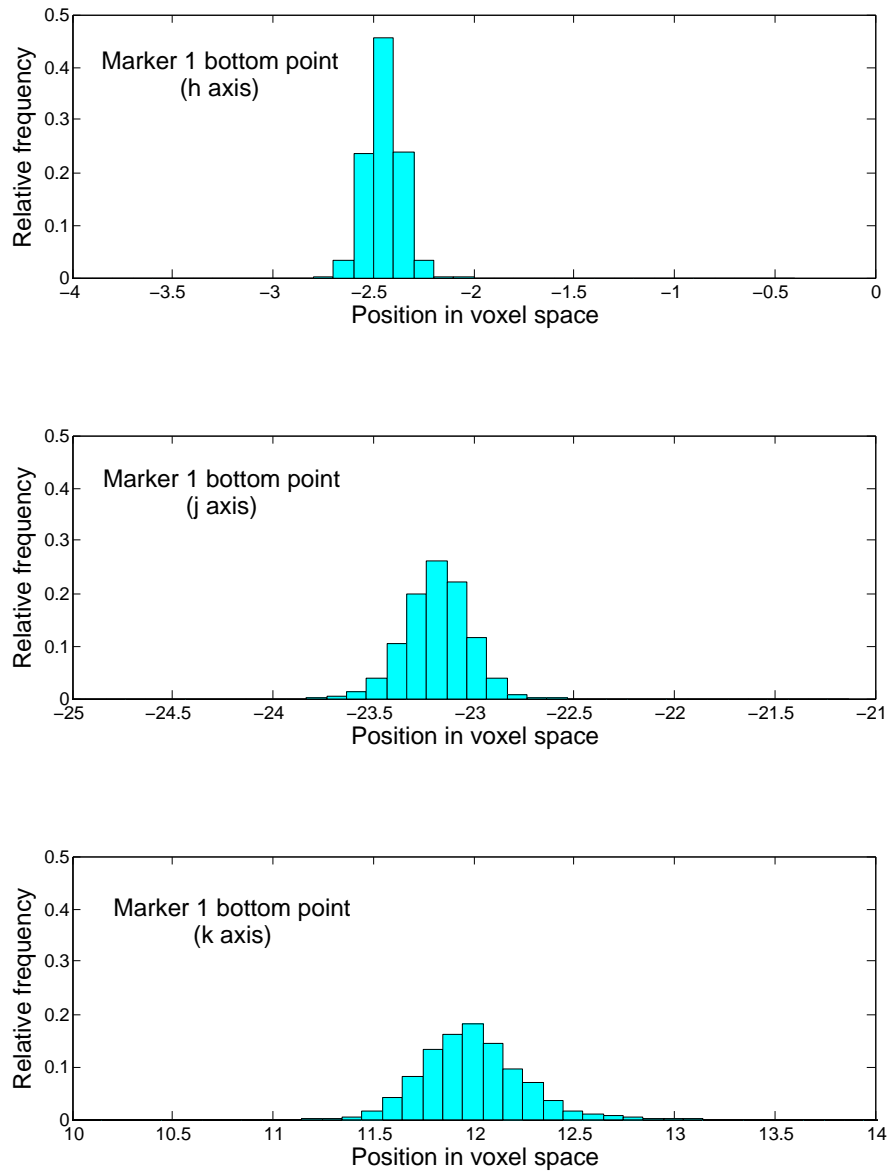 0.5
Marker 1 bottom point
(h axis)
0.4
0.3
0.2
0.1
0
Relative frequency
−4 −3.5 −3 −2.5 −2 −1.5 −1 −0.5 0
Position in voxel space
0.5
Marker 1 bottom point
(j axis)
0.4
0.3
0.2
0.1
0
Relative frequency
−25 −24.5 −24 −23.5 −23 −22.5 −22 −21.5 −21
Position in voxel space
0.5
Marker 1 bottom point
(k axis)
0.4
0.3
0.2
0.1
0
Relative frequency
10 10.5 11 11.5 12 12.5 13 13.5 14
Position in voxel space